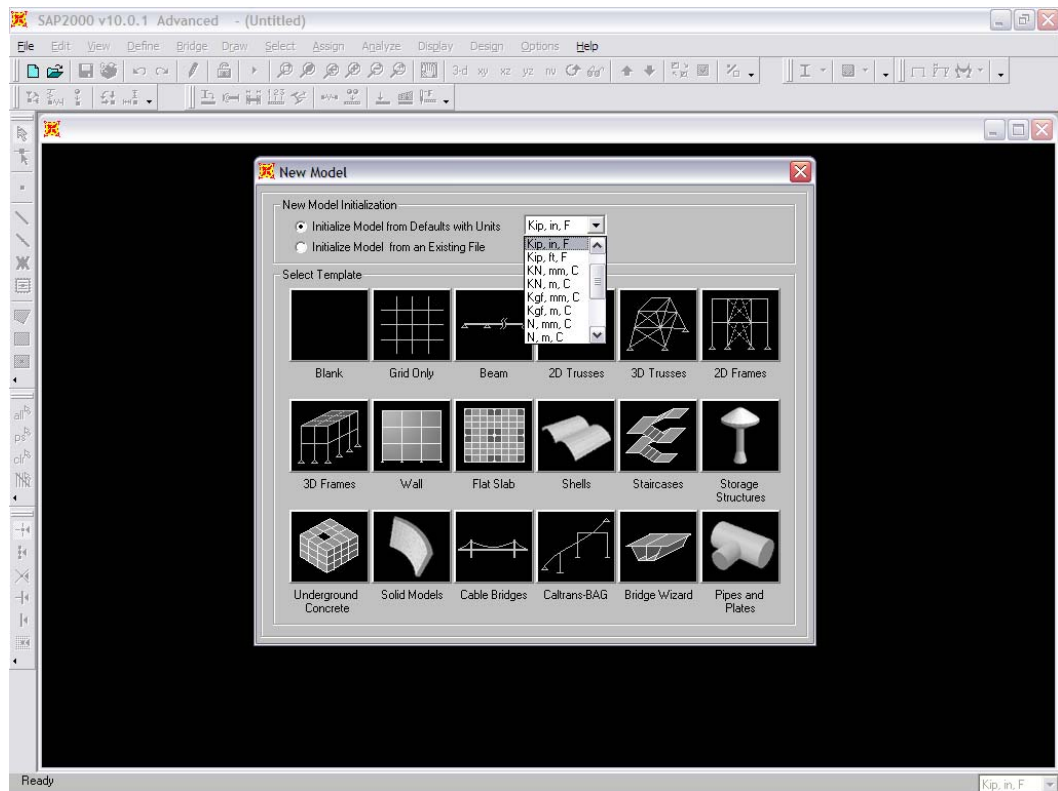 SAP2000 v10.0.1 Advanced - (Untitled)
File Edit View Define Bridge Draw Select Assign Analyze Display Design Options Help
3-d xy xz yz nv
New Model
New Model Initialization
Initialize Model from Defaults with Units Kip, in, F
Initialize Model from an Existing File
Kip, in, F
Kip, ft, F
KN, mm, C
KN, m, C
Kgf, mm, C
Kgf, m, C
N, mm, C
N, m, C
Select Template
Blank Grid Only Beam 2D Trusses 3D Trusses 2D Frames
3D Frames Wall Flat Slab Shells Staircases Storage Structures
Underground Concrete Solid Models Cable Bridges Caltrans-BAG Bridge Wizard Pipes and Plates
all
ps
clr
Ready
Kip, in, F